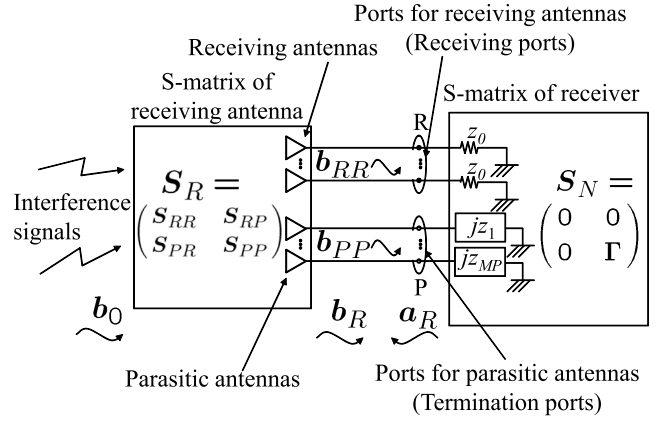 Ports for receiving antennas
(Receiving ports)
Receiving antennas
S-matrix of
receiving antenna
S-matrix of receiver
R
z₀
b_RR
z₀
S_R =
S_N =
Interference
signals
(S_RR S_RP
S_PR S_PP)
(0 0
0 Γ)
b_PP
jz₁
jz_MP
P
b₀
b_R
a_R
Parasitic antennas
Ports for parasitic antennas
(Termination ports)